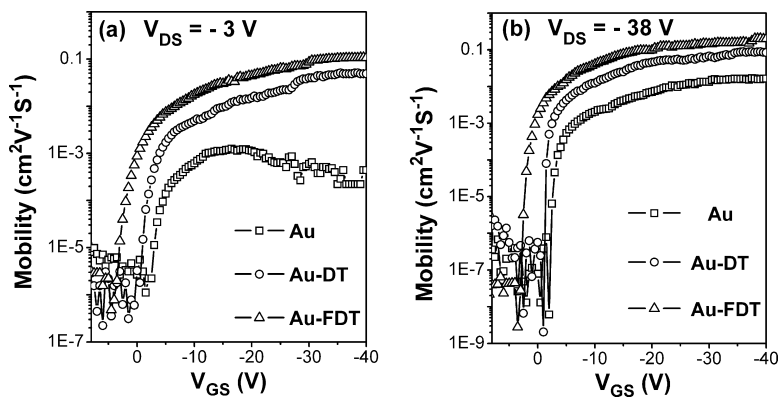 (a) V_DS = - 3 V
Mobility (cm²V⁻¹S⁻¹)
0.1
1E-3
1E-5
1E-7
Au
Au-DT
Au-FDT
0 -10 -20 -30 -40
V_GS (V)
(b) V_DS = - 38 V
Mobility (cm²V⁻¹S⁻¹)
0.1
1E-3
1E-5
1E-7
1E-9
Au
Au-DT
Au-FDT
0 -10 -20 -30 -40
V_GS (V)